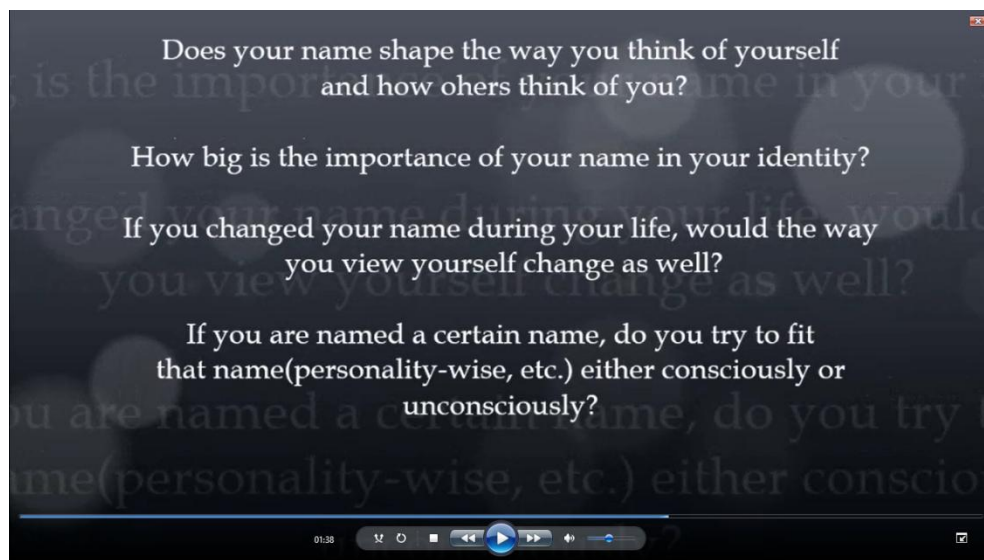 Does your name shape the way you think of yourself
and how ohers think of you?
How big is the importance of your name in your identity?
If you changed your name during your life, would the way
you view yourself change as well?
If you are named a certain name, do you try to fit
that name(personality-wise, etc.) either consciously or
unconsciously?
01:38